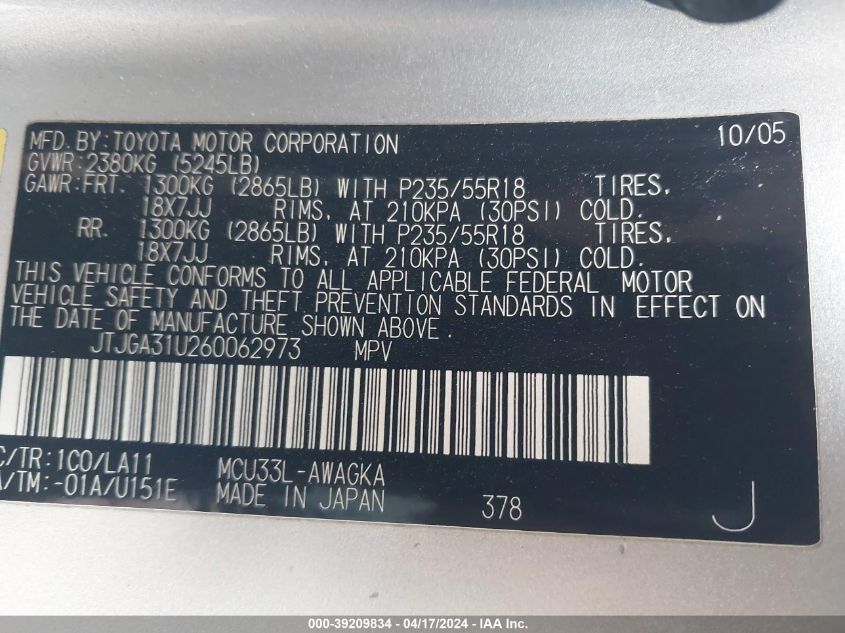 MFD. BY: TOYOTA MOTOR CORPORATION 10/05
GVWR: 2380KG (5245LB)
GAWR: FRT. 1300KG (2865LB) WITH P235/55R18 TIRES,
18X7JJ RIMS, AT 210KPA (30PSI) COLD.
RR. 1300KG (2865LB) WITH P235/55R18 TIRES,
18X7JJ RIMS, AT 210KPA (30PSI) COLD.
THIS VEHICLE CONFORMS TO ALL APPLICABLE FEDERAL MOTOR
VEHICLE SAFETY AND THEFT PREVENTION STANDARDS IN EFFECT ON
THE DATE OF MANUFACTURE SHOWN ABOVE.
JTJGA31U260062973 MPV
C/TR: 1C0/LA11 MCU33L-AWAGKA
A/TM: -01A/U151E MADE IN JAPAN 378 J
000-39209834 - 04/17/2024 - IAAI.com